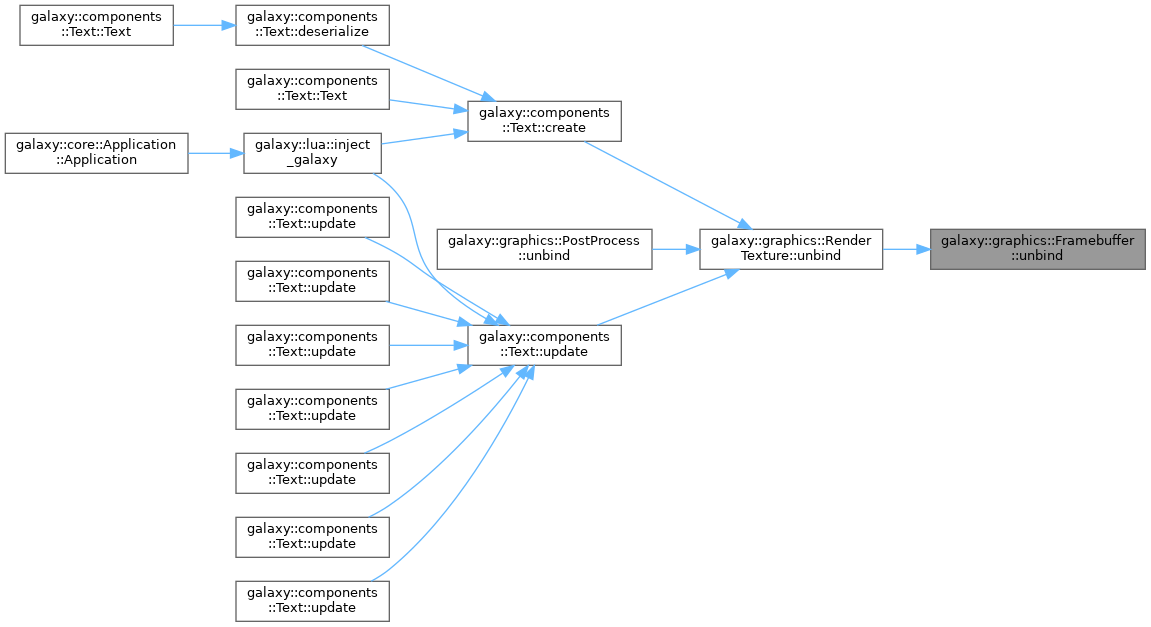 galaxy::components
::Text::Text
galaxy::components
::Text::deserialize
galaxy::components
::Text::Text
galaxy::components
::Text::create
galaxy::core::Application
::Application
galaxy::lua::inject
_galaxy
galaxy::components
::Text::update
galaxy::graphics::PostProcess
::unbind
galaxy::graphics::Render
Texture::unbind
galaxy::graphics::Framebuffer
::unbind
galaxy::components
::Text::update
galaxy::components
::Text::update
galaxy::components
::Text::update
galaxy::components
::Text::update
galaxy::components
::Text::update
galaxy::components
::Text::update
galaxy::components
::Text::update